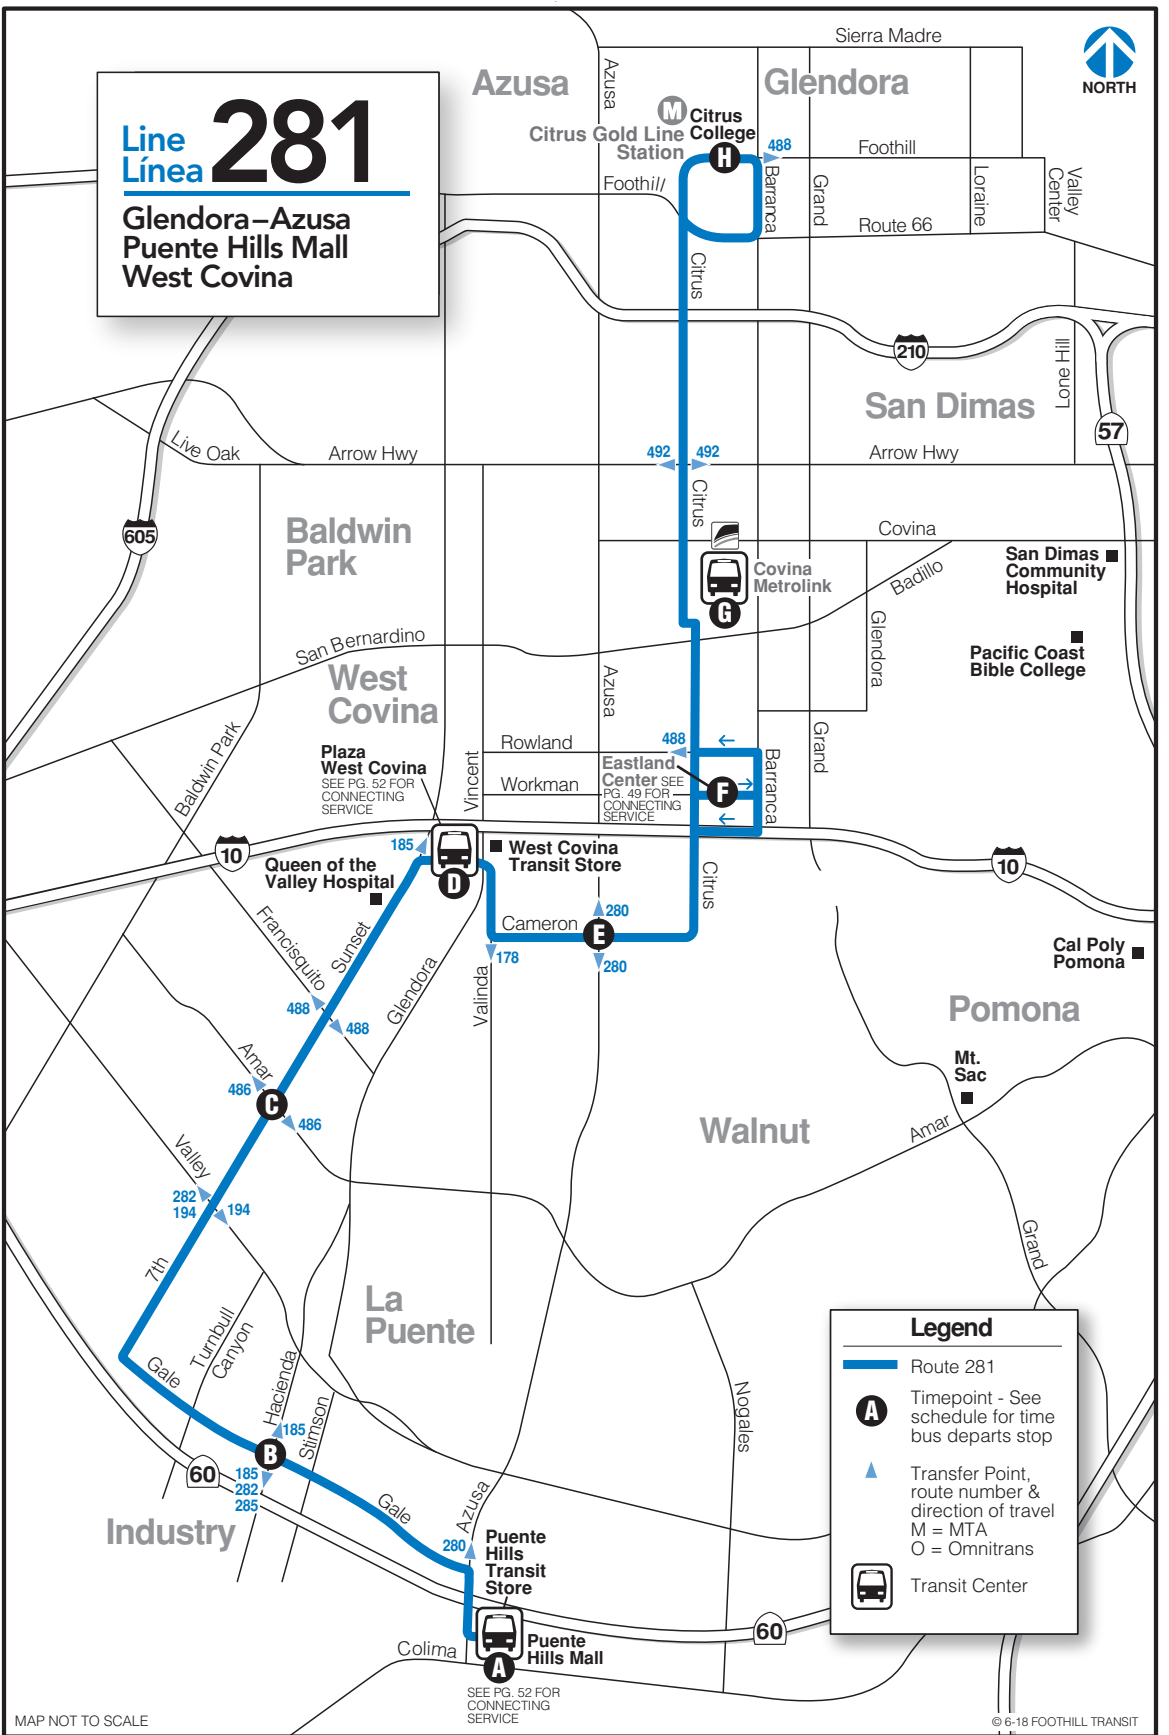 Sierra Madre
NORTH
Azusa
Azusa
Glendora
Line
Línea
281
Glendora–Azusa
Puente Hills Mall
West Covina
M
Citrus
College
Citrus Gold Line
Station
H
488
Foothill
Foothill
Barranca
Grand
Loraine
Valley
Center
Route 66
Citrus
210
Lone Hill
San Dimas
57
Live Oak
Arrow Hwy
492
492
Arrow Hwy
Citrus
605
Baldwin
Park
Covina
Covina
Metrolink
G
Badillo
San Dimas
Community
Hospital
Glendora
Pacific Coast
Bible College
San Bernardino
West
Covina
Azusa
Grand
Baldwin Park
Plaza
West Covina
SEE PG. 52 FOR
CONNECTING
SERVICE
Vincent
Rowland
488
Workman
Eastland
Center SEE
PG. 49 FOR
CONNECTING
SERVICE
F
Barranca
10
185
D
West Covina
Transit Store
10
Queen of the
Valley Hospital
Citrus
Francisquito
Sunset
Cameron
280
E
280
178
Cal Poly
Pomona
Glendora
Valinda
488
488
Pomona
Amar
486
C
486
Mt.
Sac
Walnut
Amar
Valley
282
194
194
7th
Grand
La
Puente
Turnbull
Canyon
Gale
Hacienda
Stimson
Nogales
185
B
60
185
282
285
Gale
Industry
Azusa
280
Puente
Hills
Transit
Store
Puente
Hills Mall
A
Colima
SEE PG. 52 FOR
CONNECTING
SERVICE
60
Legend
Route 281
A
Timepoint - See
schedule for time
bus departs stop
Transfer Point,
route number &
direction of travel
M = MTA
O = Omnitrans
Transit Center
MAP NOT TO SCALE
© 6-18 FOOTHILL TRANSIT